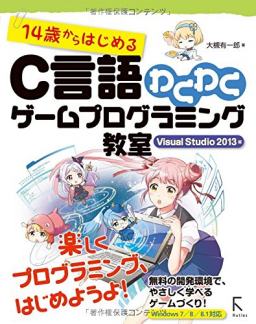 "著作権保護コンテンツ"
14歳からはじめる
大槻有一郎 著
C言語わくわく
ゲームプログラミング
教室
Visual Studio 2013編
楽しく
プログラミング、
はじめようよ!
無料の開発環境で、
やさしく学べる
ゲームづくり!
Windows 7／8／8.1対応
Rutles
"著作権保護コンテンツ"